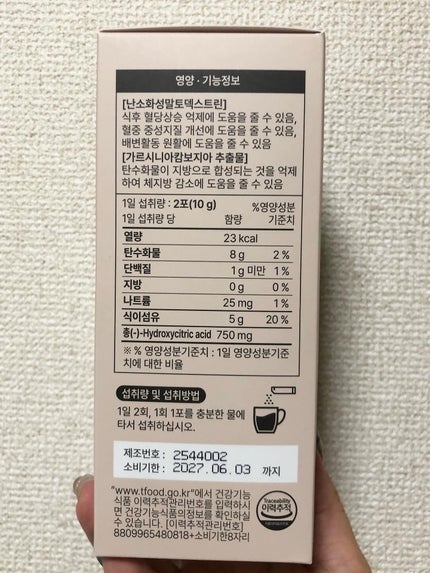 영양 · 기능정보
[난소화성말토덱스트린]
식후 혈당상승 억제에 도움을 줄 수 있음,
혈중 중성지질 개선에 도움을 줄 수 있음,
배변활동 원활에 도움을 줄 수 있음
[가르시니아캄보지아 추출물]
탄수화물이 지방으로 합성되는 것을 억제
하여 체지방 감소에 도움을 줄 수 있음
1일 섭취량 : 2포(10 g) %영양성분
1일 섭취량 당 함량 기준치
열량 23 kcal
탄수화물 8 g 2 %
단백질 1 g 미만 1 %
지방 0 g 0 %
나트륨 25 mg 1 %
식이섬유 5 g 20 %
총(-)-Hydroxycitric acid 750 mg
※ % 영양성분기준치 : 1일 영양성분기준
치에 대한 비율
섭취량 및 섭취방법
1일 2회, 1회 1포를 충분한 물에
타서 섭취하십시오.
제조번호 : 2544002
소비기한 : 2027. 06. 03 까지
"www.tfood.go.kr"에서 건강기능
식품 이력추적관리번호를 입력하시
면 건강기능식품의정보를 확인하실
수 있습니다. [이력추적관리번호]
8809965480818+소비기한8자리
Traceability
이력추적